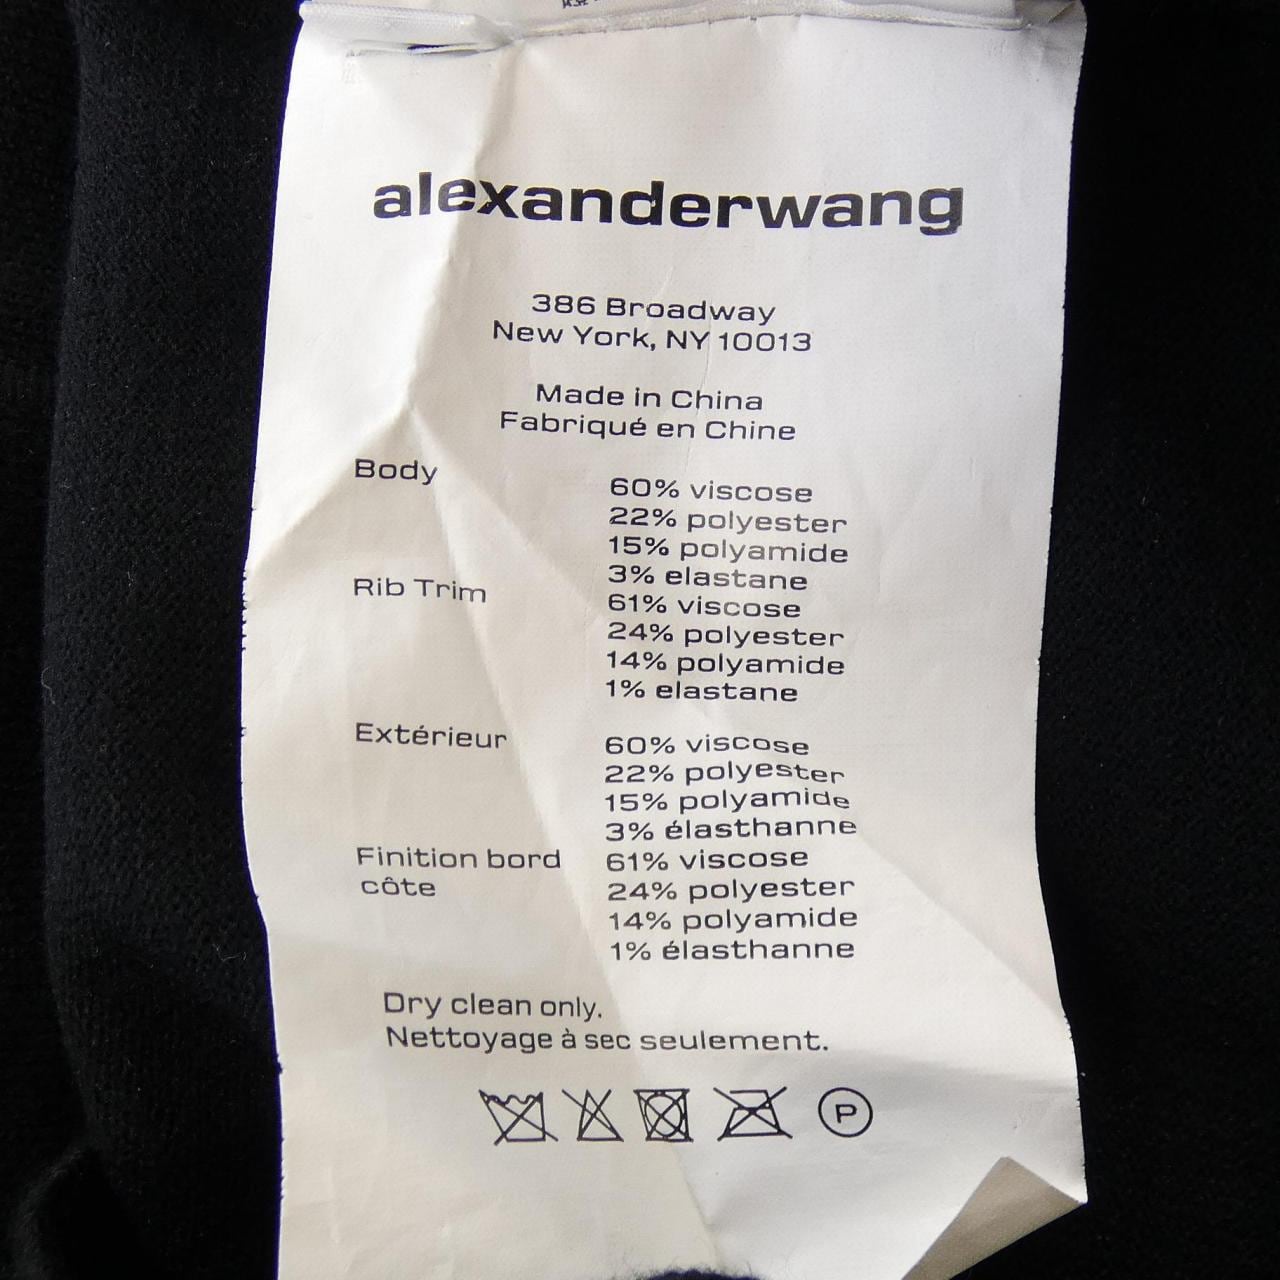 alexanderwang
386 Broadway
New York, NY 10013
Made in China
Fabriqué en Chine
Body 60% viscose
22% polyester
15% polyamide
3% elastane
Rib Trim 61% viscose
24% polyester
14% polyamide
1% elastane
Extérieur 60% viscose
22% polyester
15% polyamide
3% élasthanne
Finition bord 61% viscose
côte 24% polyester
14% polyamide
1% élasthanne
Dry clean only.
Nettoyage à sec seulement.
P